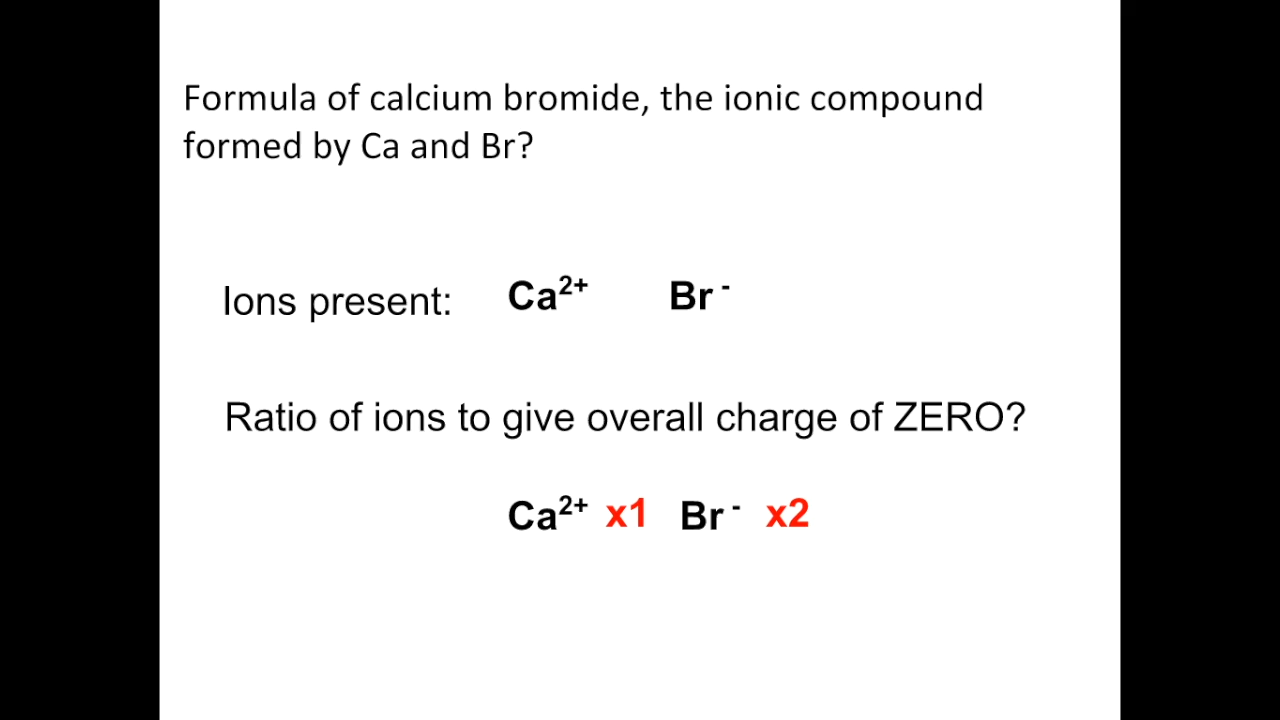 Formula of calcium bromide, the ionic compound
formed by Ca and Br?
Ions present: Ca²⁺ Br⁻
Ratio of ions to give overall charge of ZERO?
Ca²⁺ x1 Br⁻ x2